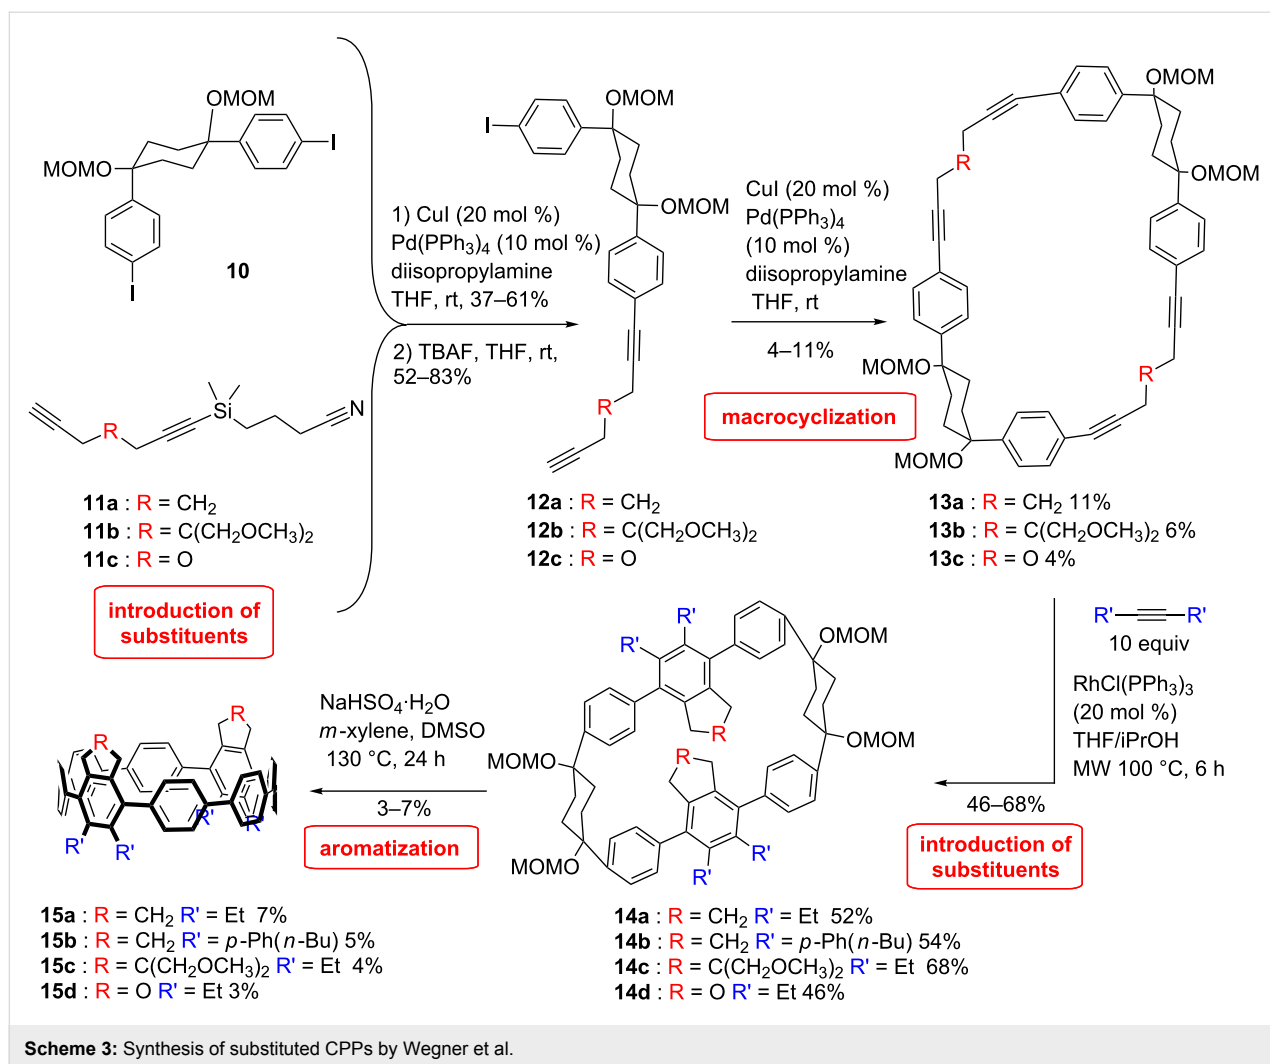 OMOM
I
MOMO
I
10
Si
N
R
11a : R = CH2
11b : R = C(CH2OCH3)2
11c : R = O
introduction of
substituents
1) CuI (20 mol %)
Pd(PPh3)4 (10 mol %)
diisopropylamine
THF, rt, 37–61%
2) TBAF, THF, rt,
52–83%
I
OMOM
OMOM
R
12a : R = CH2
12b : R = C(CH2OCH3)2
12c : R = O
CuI (20 mol %)
Pd(PPh3)4
(10 mol %)
diisopropylamine
THF, rt
4–11%
macrocyclization
OMOM
OMOM
R
R
MOMO
MOMO
13a : R = CH2 11%
13b : R = C(CH2OCH3)2 6%
13c : R = O 4%
R' R'
10 equiv
RhCl(PPh3)3
(20 mol %)
THF/iPrOH
MW 100 °C, 6 h
46–68%
introduction of
substituents
R'
R'
OMOM
R
OMOM
R
MOMO
MOMO
R'
R'
14a : R = CH2 R' = Et 52%
14b : R = CH2 R' = p-Ph(n-Bu) 54%
14c : R = C(CH2OCH3)2 R' = Et 68%
14d : R = O R' = Et 46%
NaHSO4·H2O
m-xylene, DMSO
130 °C, 24 h
3–7%
aromatization
R
R
R'
R'
R'
R'
15a : R = CH2 R' = Et 7%
15b : R = CH2 R' = p-Ph(n-Bu) 5%
15c : R = C(CH2OCH3)2 R' = Et 4%
15d : R = O R' = Et 3%
Scheme 3: Synthesis of substituted CPPs by Wegner et al.